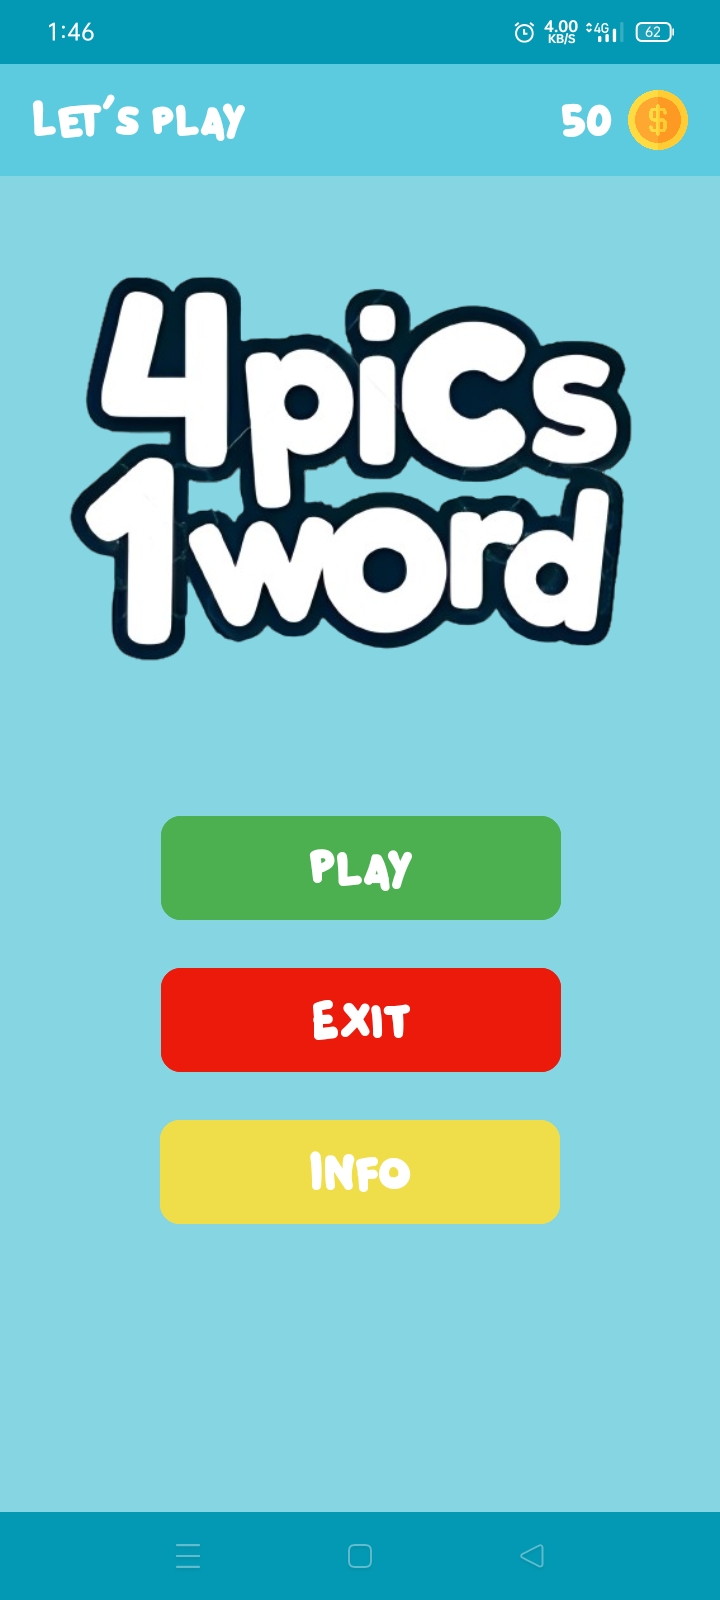 1:46
4.00
KB/S
4G
62
LET'S PLAY
50
$
4pics
1word
PLAY
EXIT
INFO